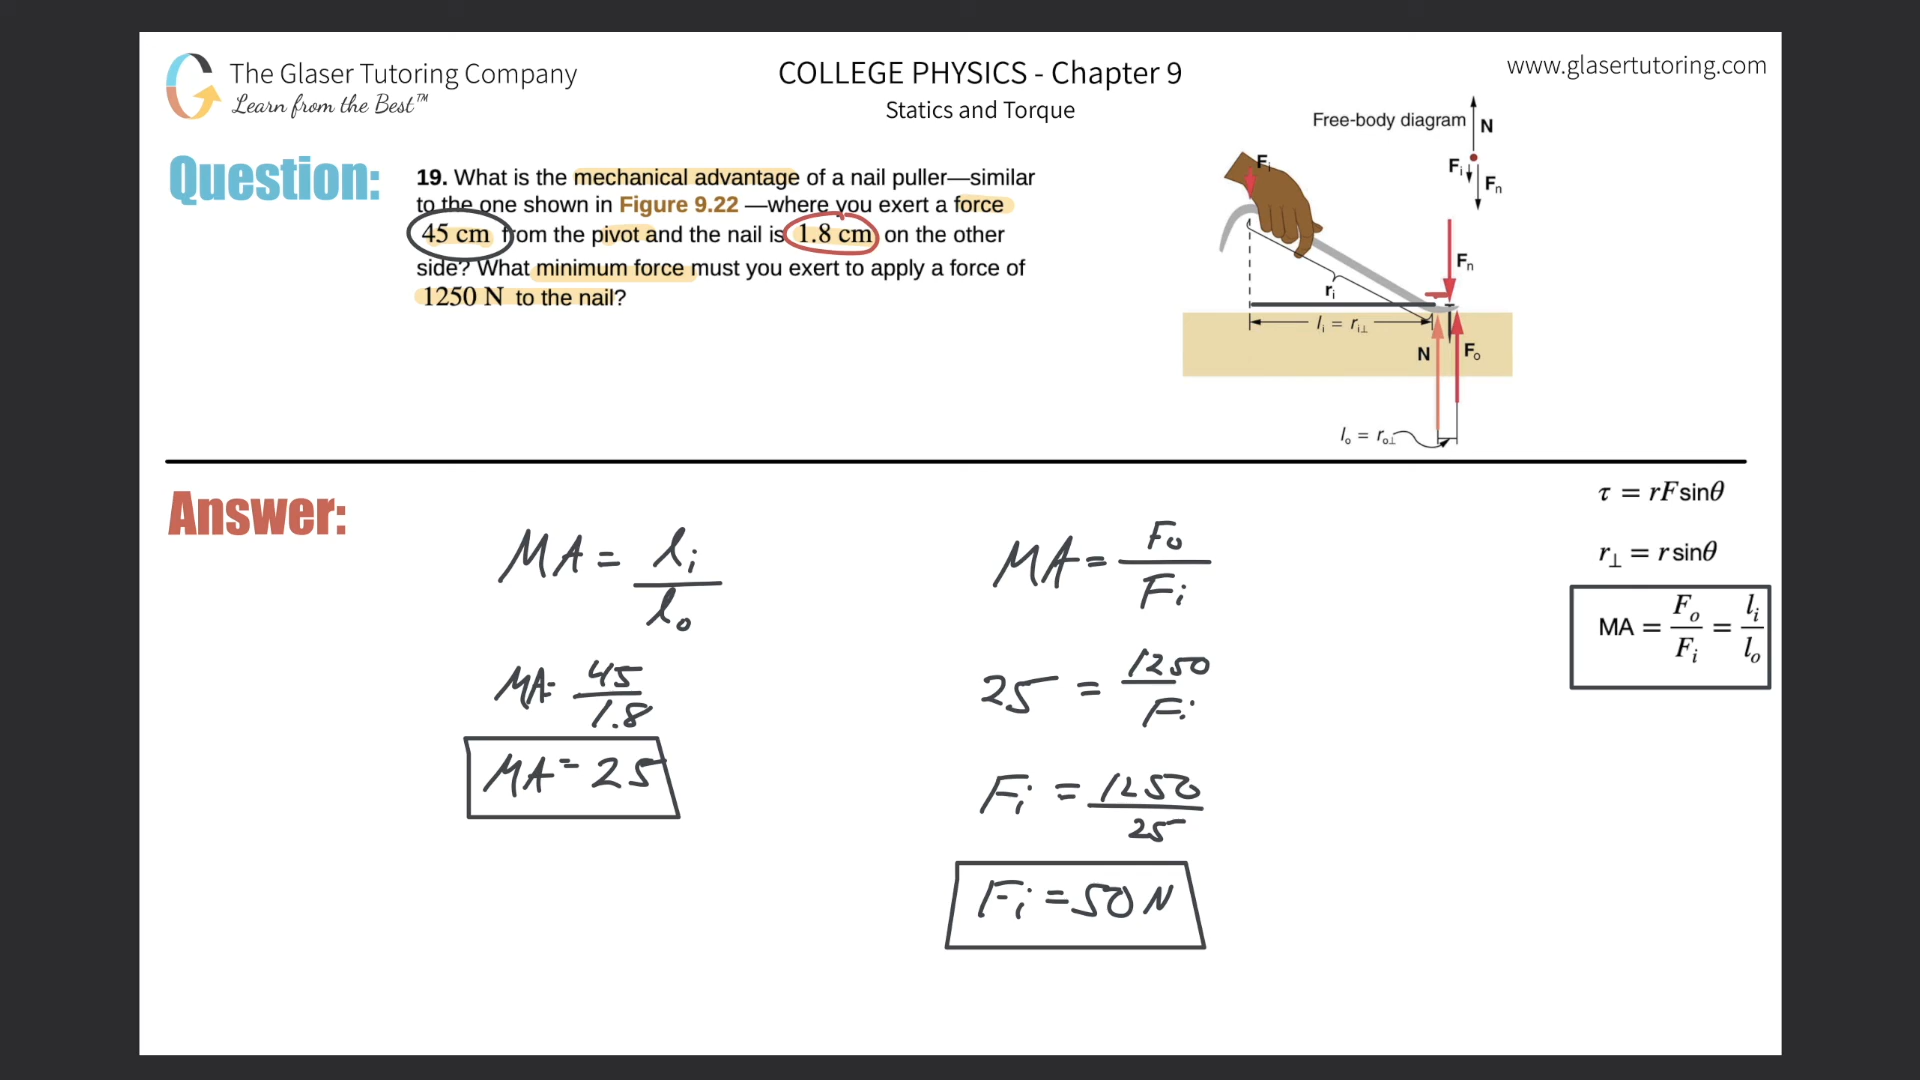 The Glaser Tutoring Company
Learn from the Best™
COLLEGE PHYSICS - Chapter 9
Statics and Torque
www.glasertutoring.com
Question:
19. What is the mechanical advantage of a nail puller—similar
to the one shown in Figure 9.22 —where you exert a force
45 cm from the pivot and the nail is 1.8 cm on the other
side? What minimum force must you exert to apply a force of
1250 N to the nail?
Free-body diagram
N
Fi
Fn
Fi
Fn
ri
li = ri⊥
N
Fo
lo = ro⊥
Answer:
MA = li / lo
MA = 45 / 1.8
MA = 25
MA = Fo / Fi
25 = 1250 / Fi
Fi = 1250 / 25
Fi = 50 N
τ = rFsinθ
r⊥ = r sinθ
MA = Fo / Fi = li / lo